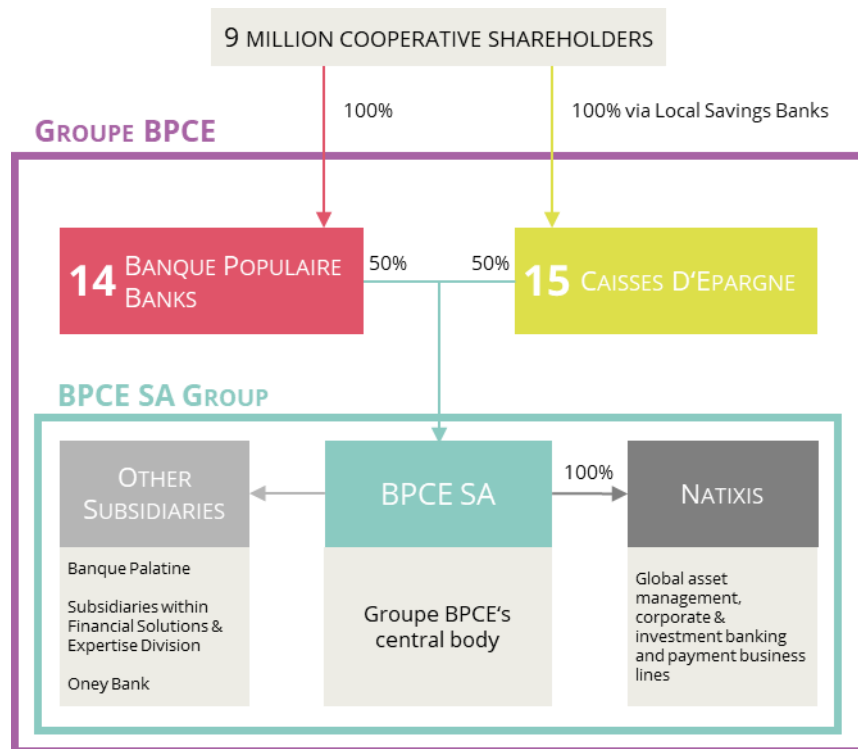 9 MILLION COOPERATIVE SHAREHOLDERS
100%
100% via Local Savings Banks
GROUPE BPCE
14 BANQUE POPULAIRE
BANKS
50%
50%
15 CAISSES D‘EPARGNE
BPCE SA GROUP
OTHER
SUBSIDIARIES
BPCE SA
100%
NATIXIS
Banque Palatine
Subsidiaries within
Financial Solutions &
Expertise Division
Oney Bank
Groupe BPCE‘s
central body
Global asset
management,
corporate &
investment banking
and payment business
lines